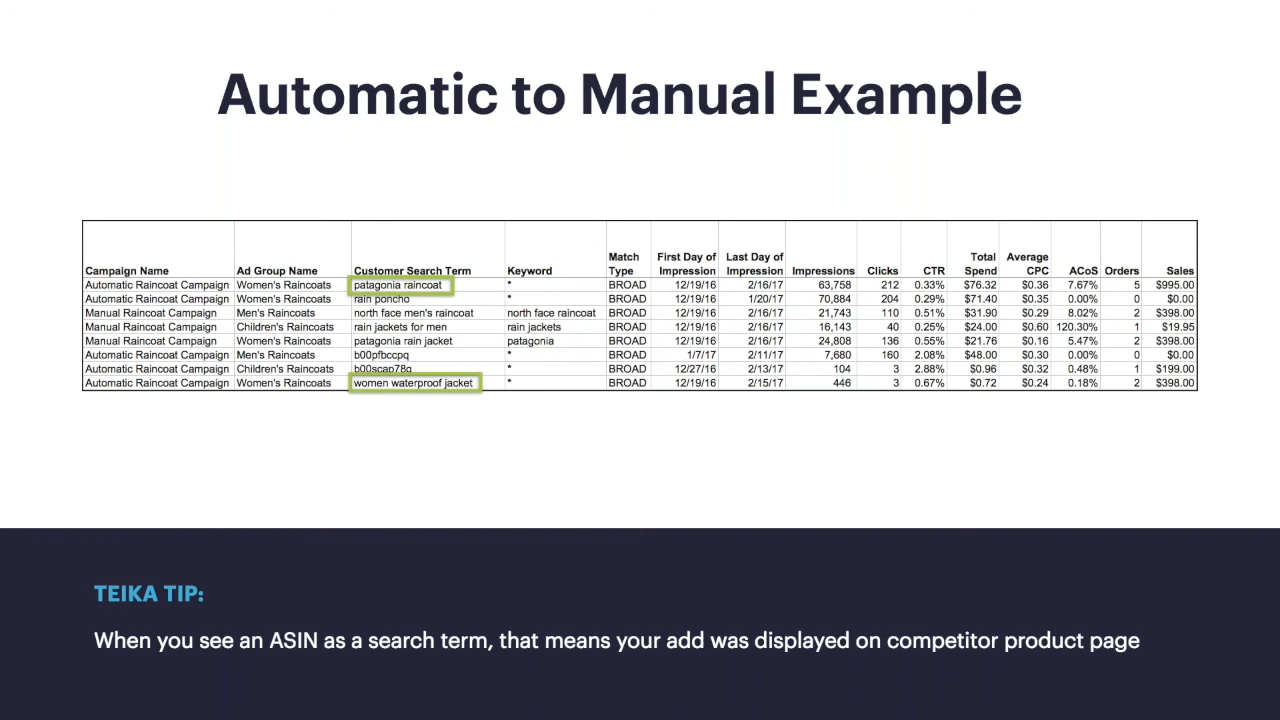 Automatic to Manual Example
Match First Day of Last Day of Total Average
Campaign Name Ad Group Name Customer Search Term Keyword Type Impression Impression Impressions Clicks CTR Spend CPC ACoS Orders Sales
Automatic Raincoat Campaign Women's Raincoats patagonia raincoat * BROAD 12/19/16 2/16/17 63,758 212 0.33% $76.32 $0.36 7.67% 5 $995.00
Automatic Raincoat Campaign Women's Raincoats rain poncho * BROAD 12/19/16 1/20/17 70,884 204 0.29% $71.40 $0.35 0.00% 0 $0.00
Manual Raincoat Campaign Men's Raincoats north face men's raincoat north face raincoat BROAD 12/19/16 2/16/17 21,743 110 0.51% $31.90 $0.29 8.02% 2 $398.00
Manual Raincoat Campaign Children's Raincoats rain jackets for men rain jackets BROAD 12/19/16 2/16/17 16,143 40 0.25% $24.00 $0.60 120.30% 1 $19.95
Manual Raincoat Campaign Women's Raincoats patagonia rain jacket patagonia BROAD 12/19/16 2/16/17 24,808 136 0.55% $21.76 $0.16 5.47% 2 $398.00
Automatic Raincoat Campaign Men's Raincoats b00pfbccpq * BROAD 1/7/17 2/11/17 7,680 160 2.08% $48.00 $0.30 0.00% 0 $0.00
Automatic Raincoat Campaign Children's Raincoats b00scap78q * BROAD 12/27/16 2/13/17 104 3 2.88% $0.96 $0.32 0.48% 1 $199.00
Automatic Raincoat Campaign Women's Raincoats women waterproof jacket * BROAD 12/19/16 2/15/17 446 3 0.67% $0.72 $0.24 0.18% 2 $398.00
TEIKA TIP:
When you see an ASIN as a search term, that means your add was displayed on competitor product page